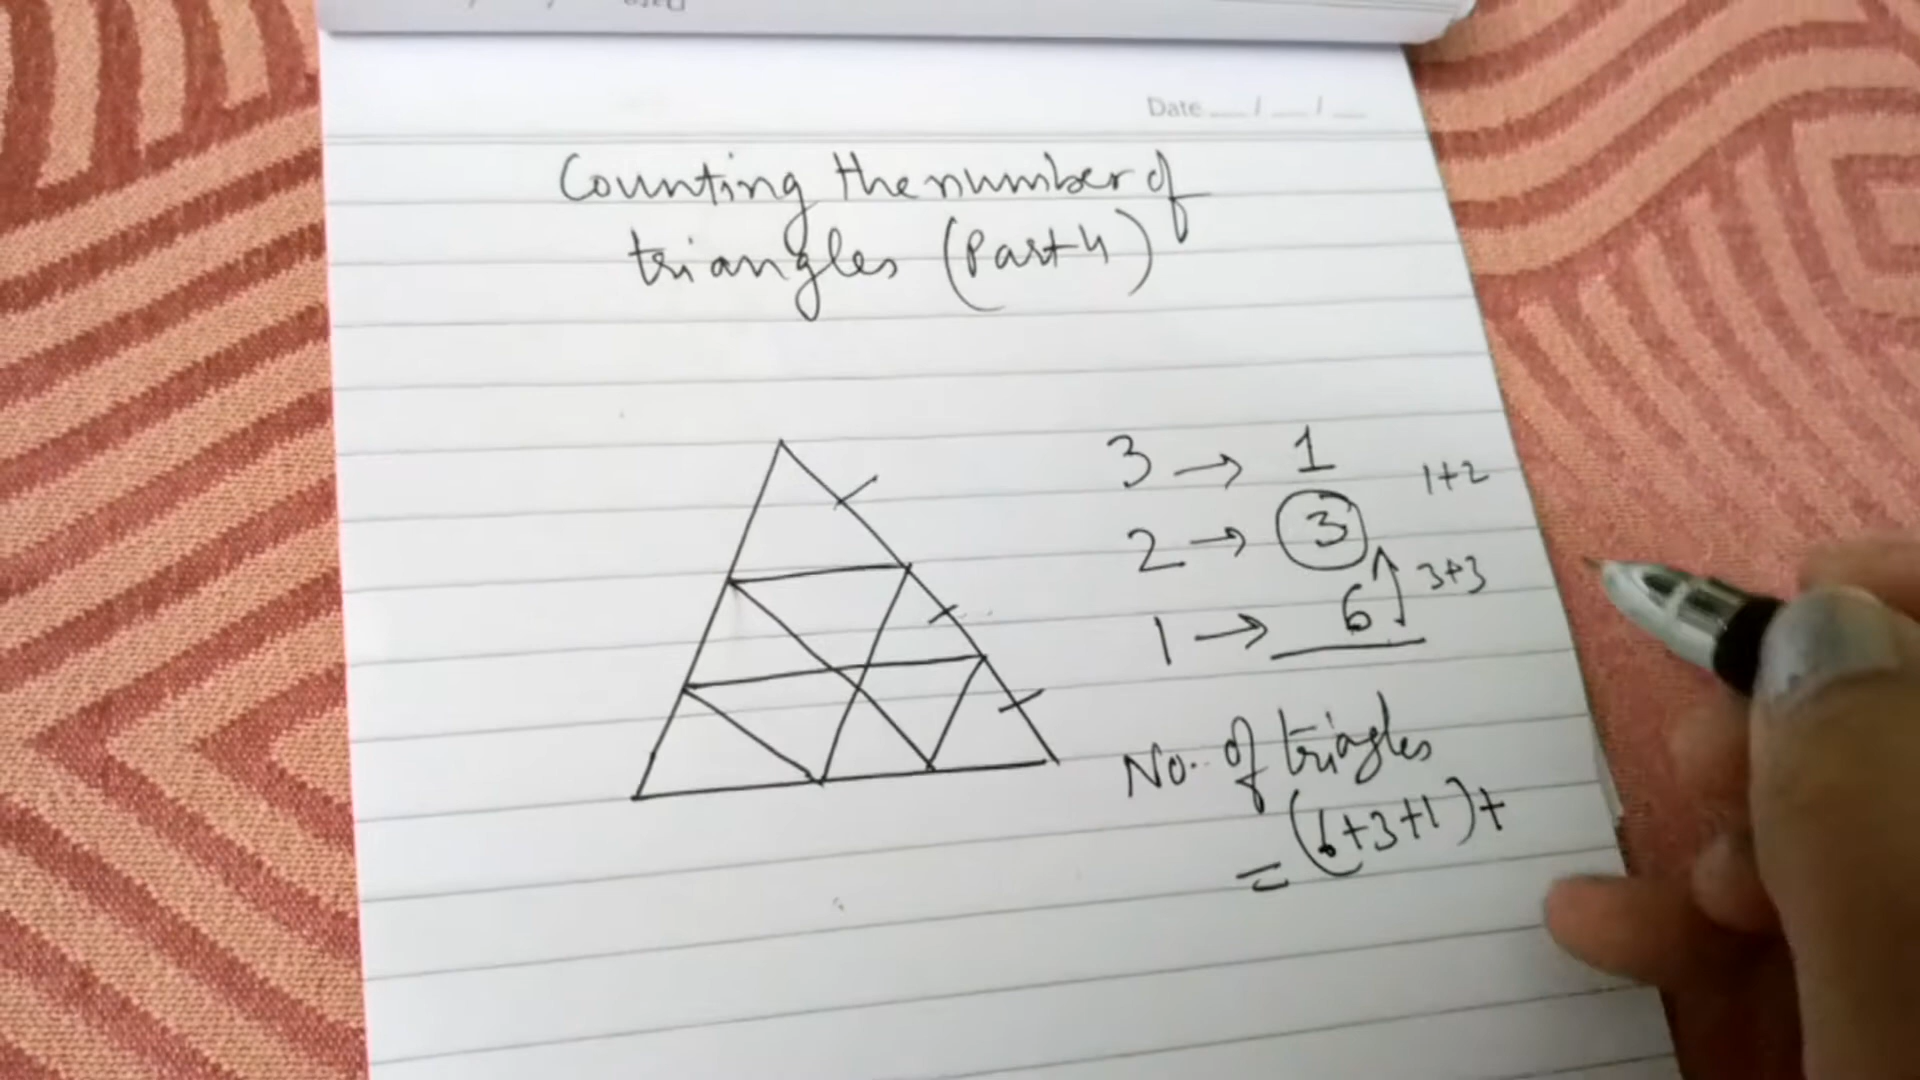 Date __ / __ / __
Counting the number of
triangles (Part 4)
3 → 1
1+2
2 → 3
3+3
1 → 6
No. of triagles
= (6+3+1)+